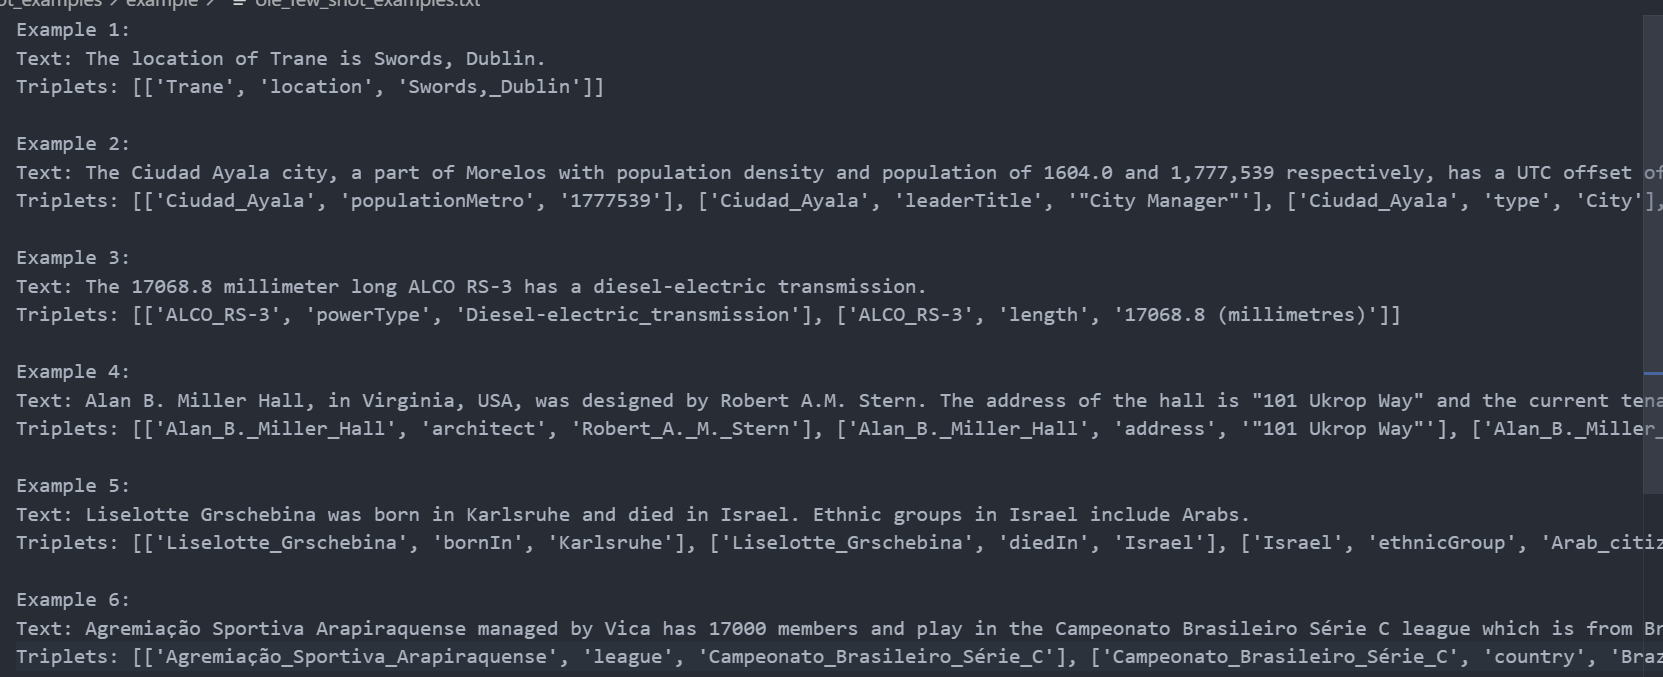 examples > example > oie_few_shot_examples.txt
Example 1:
Text: The location of Trane is Swords, Dublin.
Triplets: [['Trane', 'location', 'Swords,_Dublin']]
Example 2:
Text: The Ciudad Ayala city, a part of Morelos with population density and population of 1604.0 and 1,777,539 respectively, has a UTC offset of
Triplets: [['Ciudad_Ayala', 'populationMetro', '1777539'], ['Ciudad_Ayala', 'leaderTitle', '"City Manager"'], ['Ciudad_Ayala', 'type', 'City'],
Example 3:
Text: The 17068.8 millimeter long ALCO RS-3 has a diesel-electric transmission.
Triplets: [['ALCO_RS-3', 'powerType', 'Diesel-electric_transmission'], ['ALCO_RS-3', 'length', '17068.8 (millimetres)']]
Example 4:
Text: Alan B. Miller Hall, in Virginia, USA, was designed by Robert A.M. Stern. The address of the hall is "101 Ukrop Way" and the current
Triplets: [['Alan_B._Miller_Hall', 'architect', 'Robert_A._M._Stern'], ['Alan_B._Miller_Hall', 'address', '"101 Ukrop Way"'], ['Alan_B._Miller_
Example 5:
Text: Liselotte Grschebina was born in Karlsruhe and died in Israel. Ethnic groups in Israel include Arabs.
Triplets: [['Liselotte_Grschebina', 'bornIn', 'Karlsruhe'], ['Liselotte_Grschebina', 'diedIn', 'Israel'], ['Israel', 'ethnicGroup', 'Arab_citiz
Example 6:
Text: Agremiação Sportiva Arapiraquense managed by Vica has 17000 members and play in the Campeonato Brasileiro Série C league which is from
Triplets: [['Agremiação_Sportiva_Arapiraquense', 'league', 'Campeonato_Brasileiro_Série_C'], ['Campeonato_Brasileiro_Série_C', 'country', 'Braz